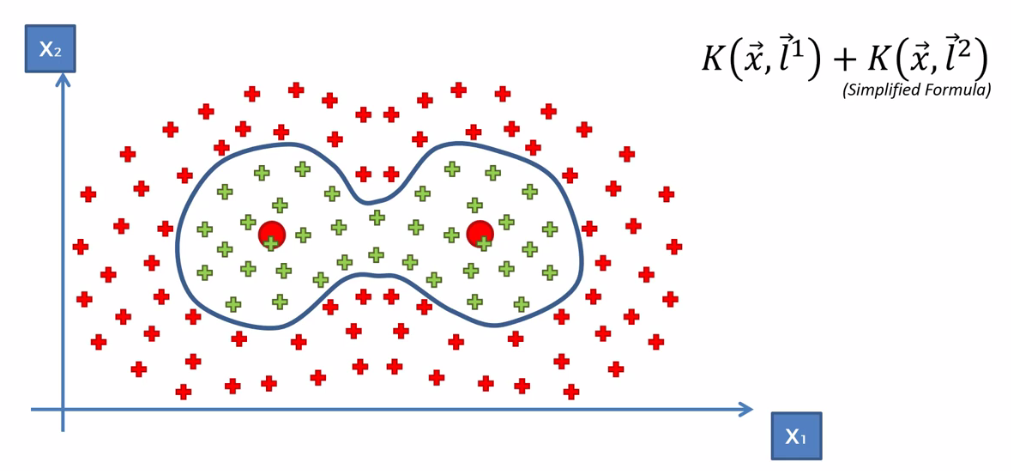 X₂
K(x⃗, l⃗¹) + K(x⃗, l⃗²)
(Simplified Formula)
X₁